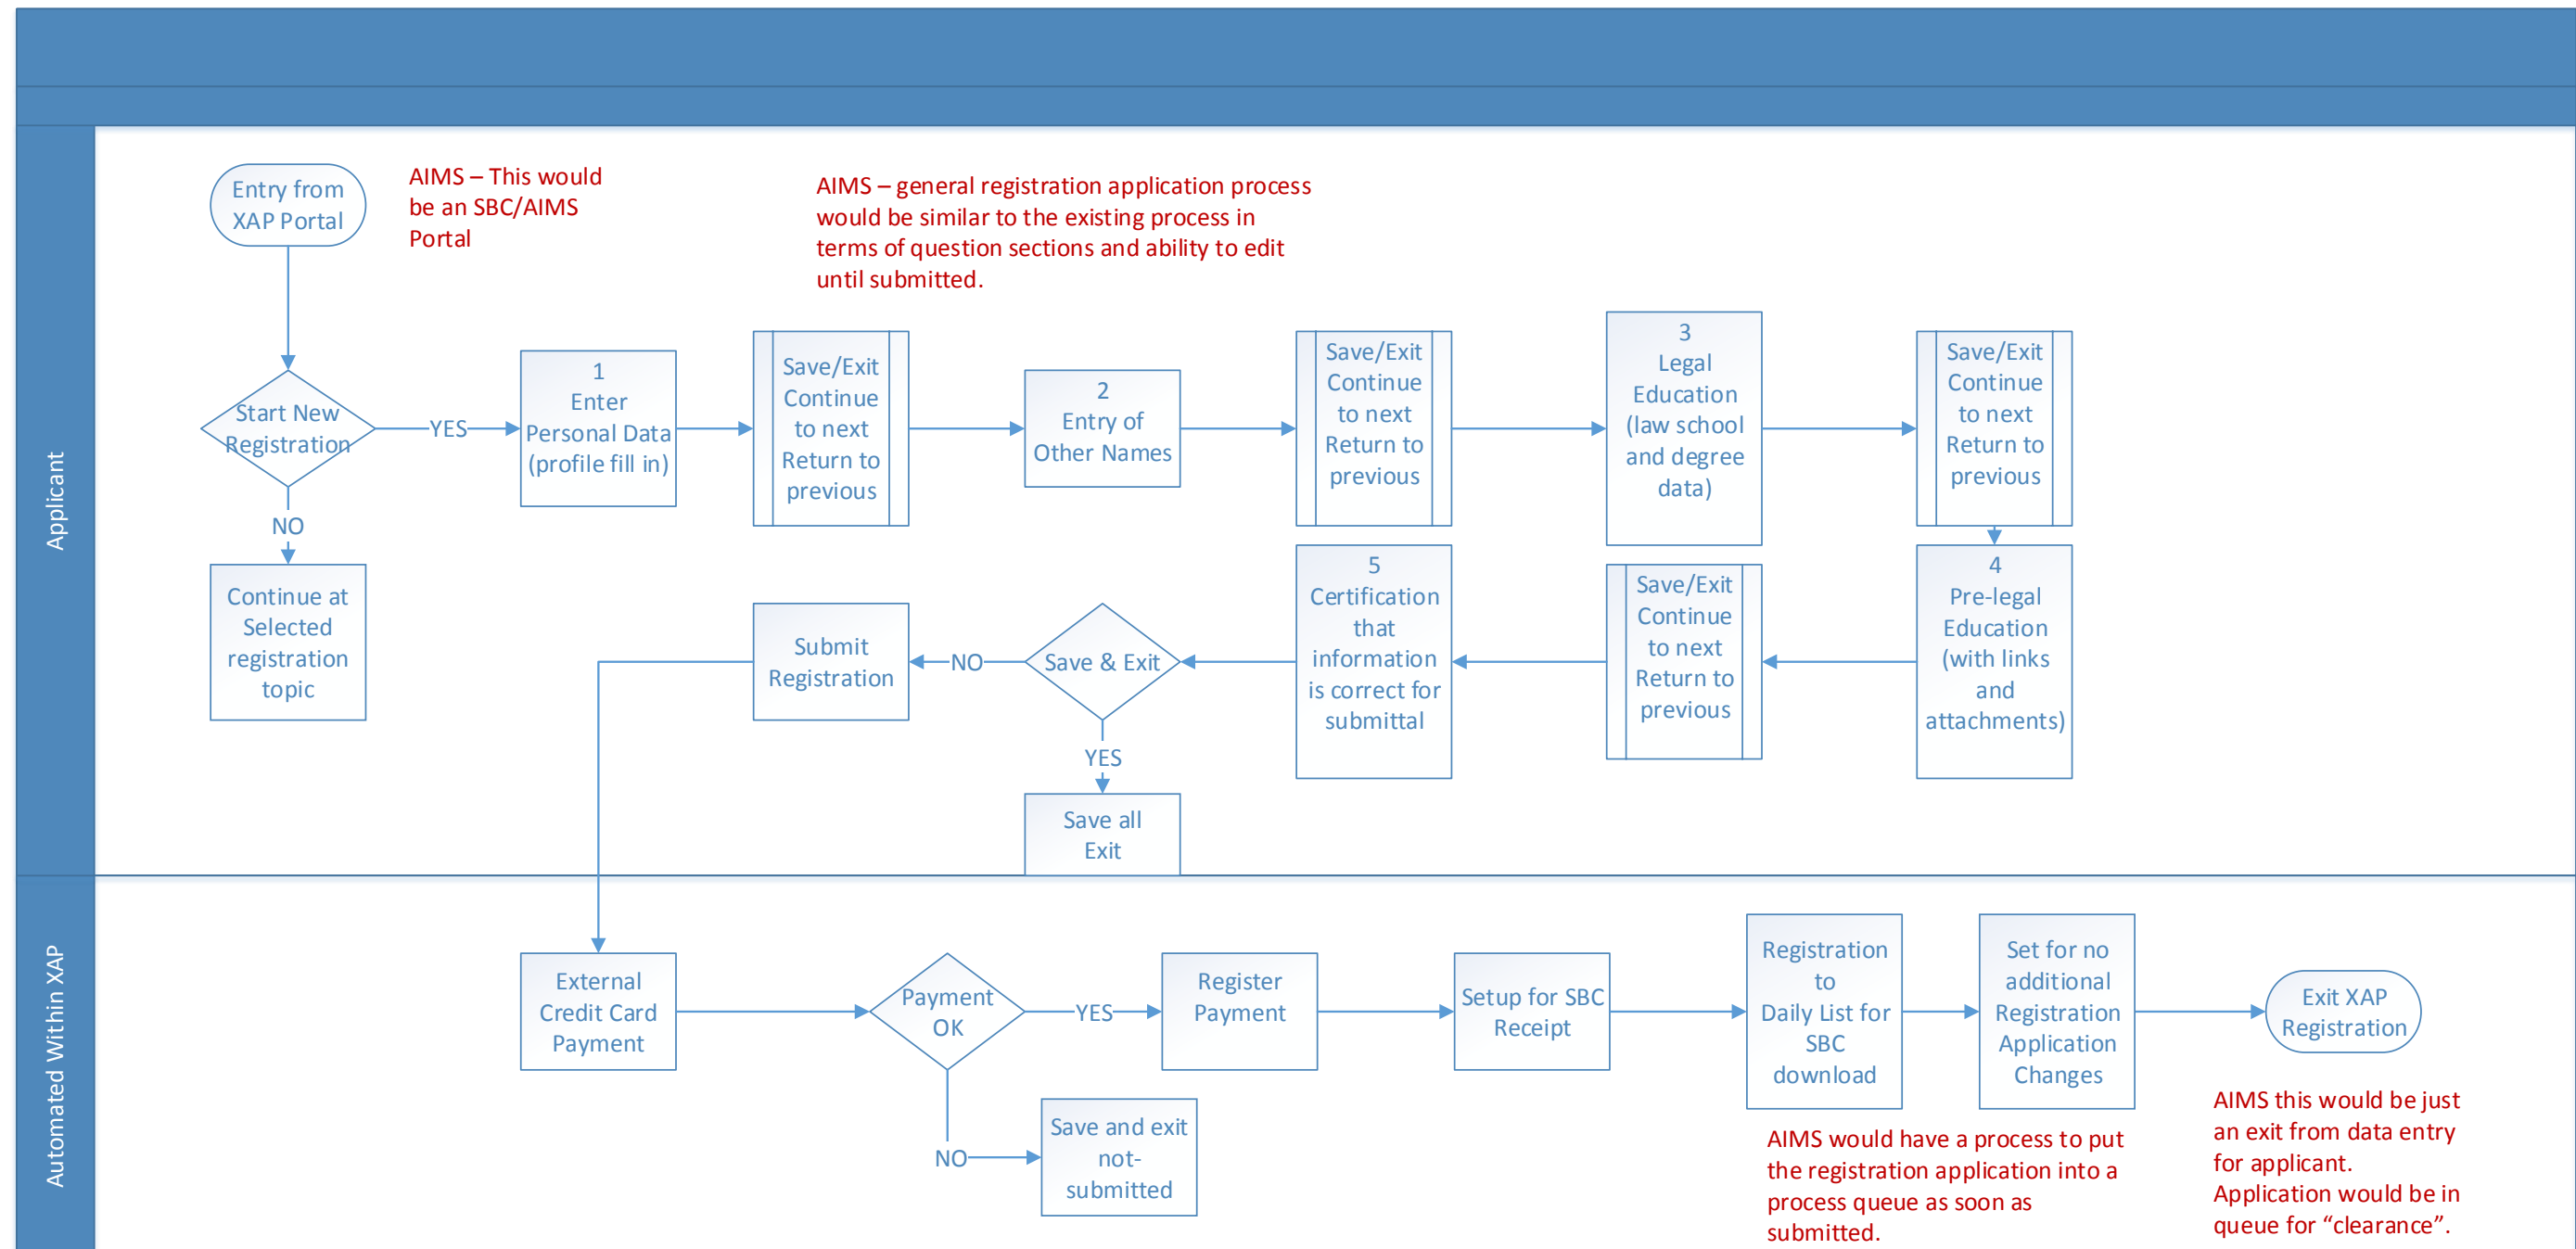 Applicant
Entry from
XAP Portal
AIMS – This would
be an SBC/AIMS
Portal
AIMS – general registration application process
would be similar to the existing process in
terms of question sections and ability to edit
until submitted.
Start New
Registration
YES
NO
1
Enter
Personal Data
(profile fill in)
Save/Exit
Continue
to next
Return to
previous
2
Entry of
Other Names
Save/Exit
Continue
to next
Return to
previous
3
Legal
Education
(law school
and degree
data)
Save/Exit
Continue
to next
Return to
previous
Continue at
Selected
registration
topic
4
Pre-legal
Education
(with links
and
attachments)
Save/Exit
Continue
to next
Return to
previous
5
Certification
that
information
is correct for
submittal
Save & Exit
NO
YES
Submit
Registration
Save all
Exit
Automated Within XAP
External
Credit Card
Payment
Payment
OK
YES
NO
Save and exit
not-
submitted
Register
Payment
Setup for SBC
Receipt
Registration
to
Daily List for
SBC
download
Set for no
additional
Registration
Application
Changes
Exit XAP
Registration
AIMS would have a process to put
the registration application into a
process queue as soon as
submitted.
AIMS this would be just
an exit from data entry
for applicant.
Application would be in
queue for “clearance”.